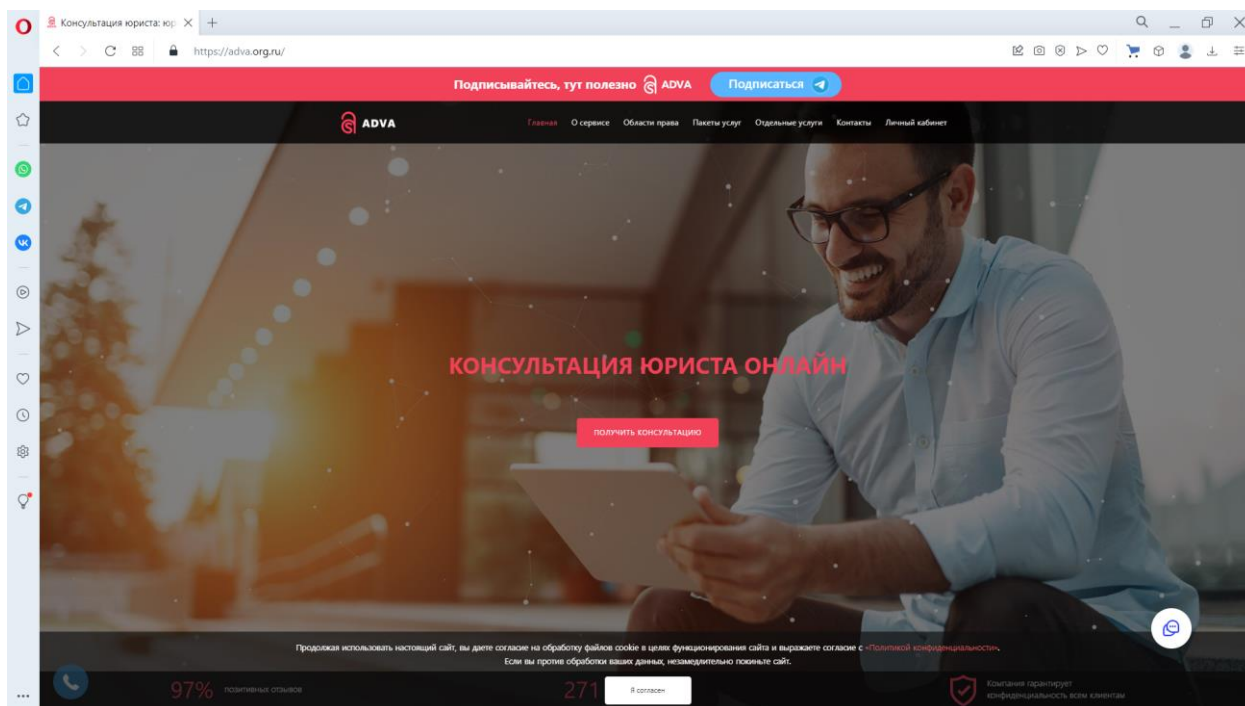 Консультация юриста: юр
https://adva.org.ru/
Подписывайтесь, тут полезно ADVA Подписаться
ADVA Главная О сервисе Области права Пакеты услуг Отдельные услуги Контакты Личный кабинет
КОНСУЛЬТАЦИЯ ЮРИСТА ОНЛАЙН
ПОЛУЧИТЬ КОНСУЛЬТАЦИЮ
Продолжая использовать настоящий сайт, вы даете согласие на обработку файлов cookie в целях функционирования сайта и выражаете согласие с «Политикой конфиденциальности».
Если вы против обработки ваших данных, незамедлительно покиньте сайт.
97% позитивных отзывов
271
Я согласен
Компания гарантирует
конфиденциальность всем клиентам